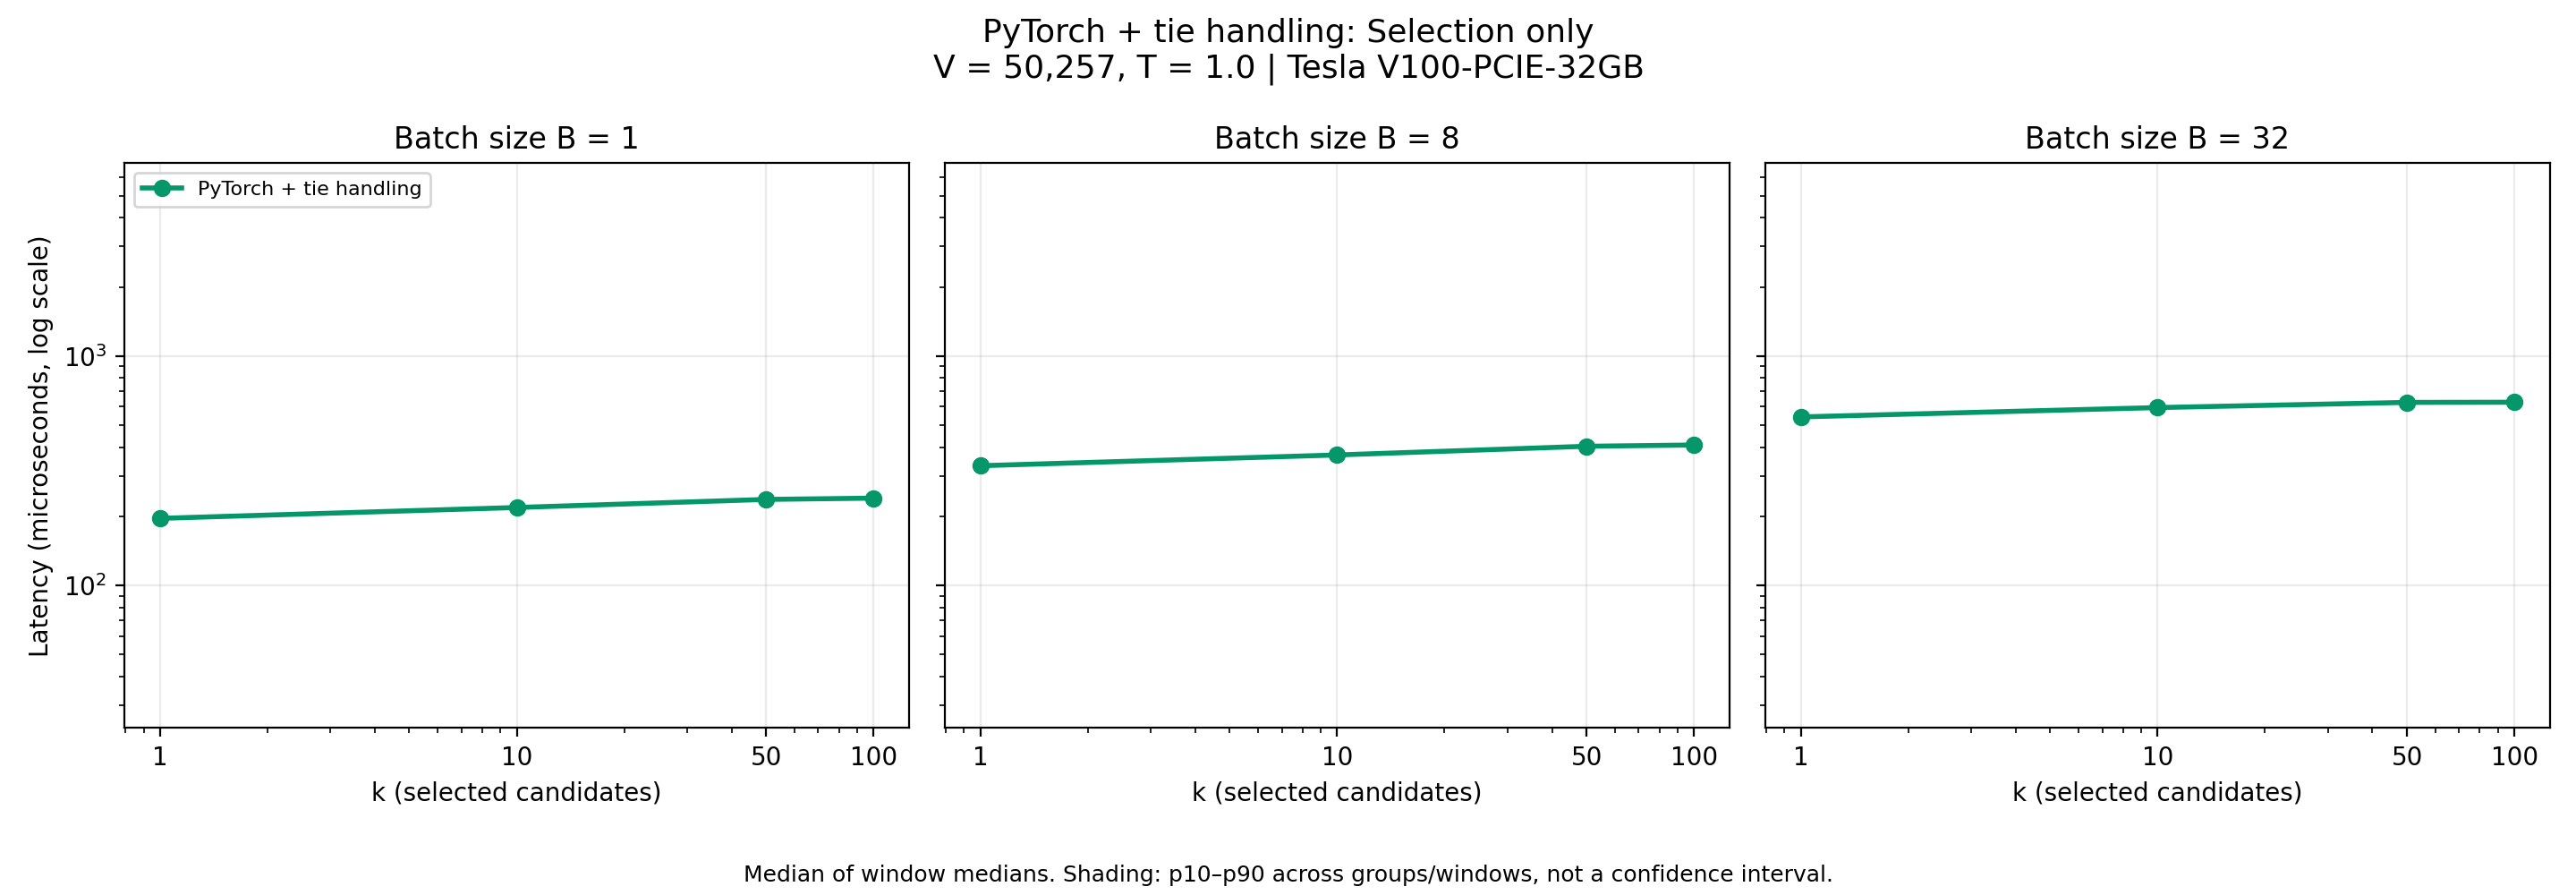 PyTorch + tie handling: Selection only
V = 50,257, T = 1.0 | Tesla V100-PCIE-32GB
Batch size B = 1
Batch size B = 8
Batch size B = 32
PyTorch + tie handling
Latency (microseconds, log scale)
10³
10²
1 10 50 100
1 10 50 100
1 10 50 100
k (selected candidates)
k (selected candidates)
k (selected candidates)
Median of window medians. Shading: p10–p90 across groups/windows, not a confidence interval.